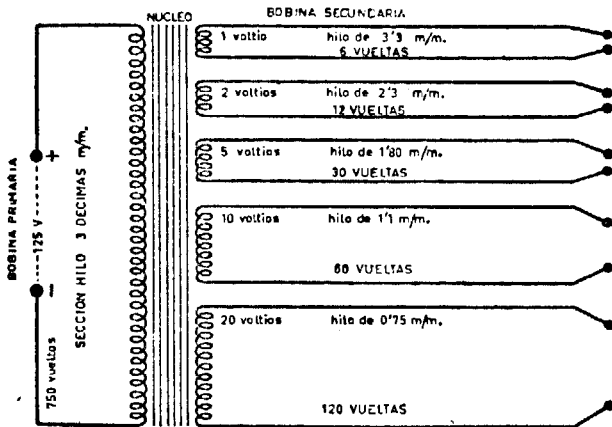 NUCLEO
BOBINA SECUNDARIA
1 voltio hilo de 3'3 m/m.
6 VUELTAS
2 voltios hilo de 2'3 m/m.
12 VUELTAS
5 voltios hilo de 1'80 m/m.
30 VUELTAS
10 voltios hilo de 1'1 m/m.
60 VUELTAS
20 voltios hilo de 0'75 m/m.
120 VUELTAS
BOBINA PRIMARIA
+
125 V
−
750 vueltas
SECCIÓN HILO 3 DECIMAS m/m.